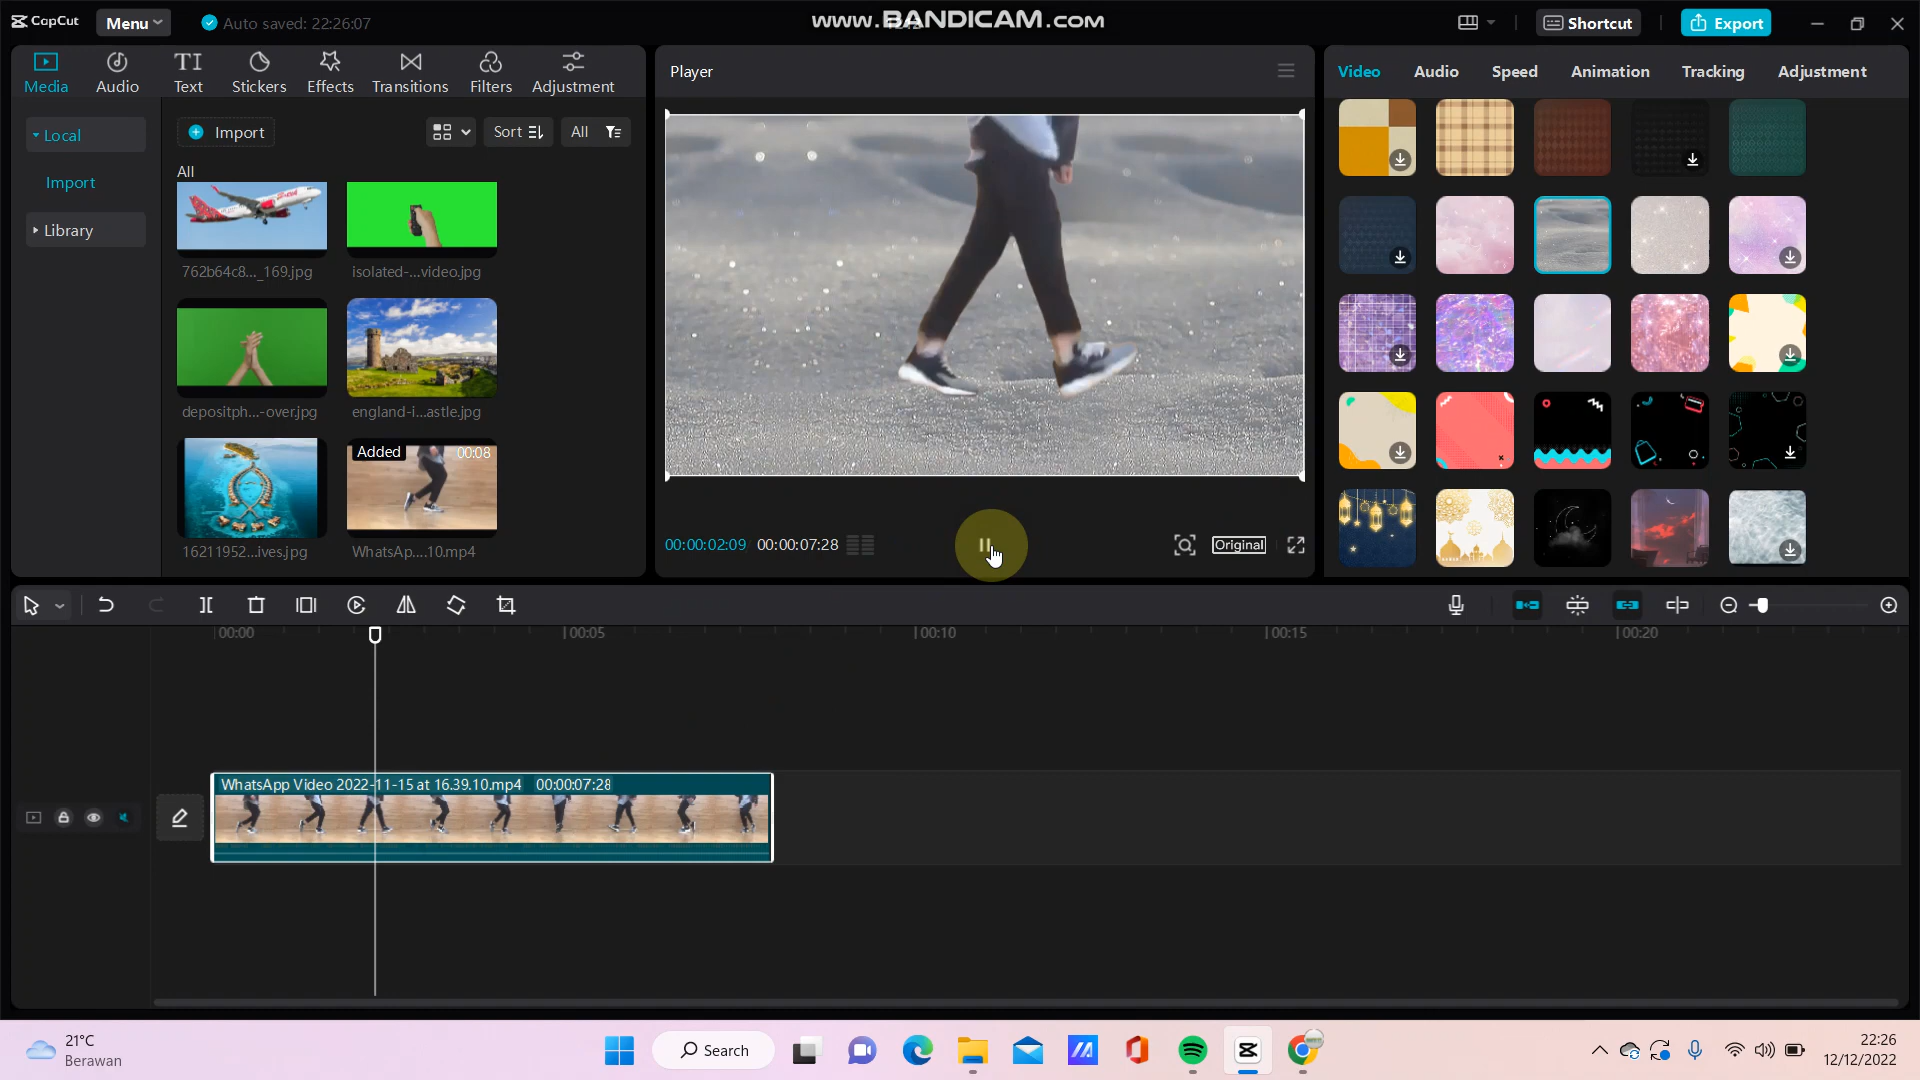 CapCut
Menu
Auto saved: 22:26:07
www.BANDICAM.com
Shortcut
Export
Media
Audio
Text
Stickers
Effects
Transitions
Filters
Adjustment
Player
Video
Audio
Speed
Animation
Tracking
Adjustment
Local
Import
Library
Import
Sort
All
All
762b64c8..._169.jpg
isolated-...video.jpg
depositph...-over.jpg
england-i...astle.jpg
Added
00:08
16211952...ives.jpg
WhatsAp....10.mp4
00:00:02:09
00:00:07:28
Original
00:00
00:05
00:10
00:15
00:20
WhatsApp Video 2022-11-15 at 16.39.10.mp4
00:00:07:28
21°C
Berawan
Search
22:26
12/12/2022